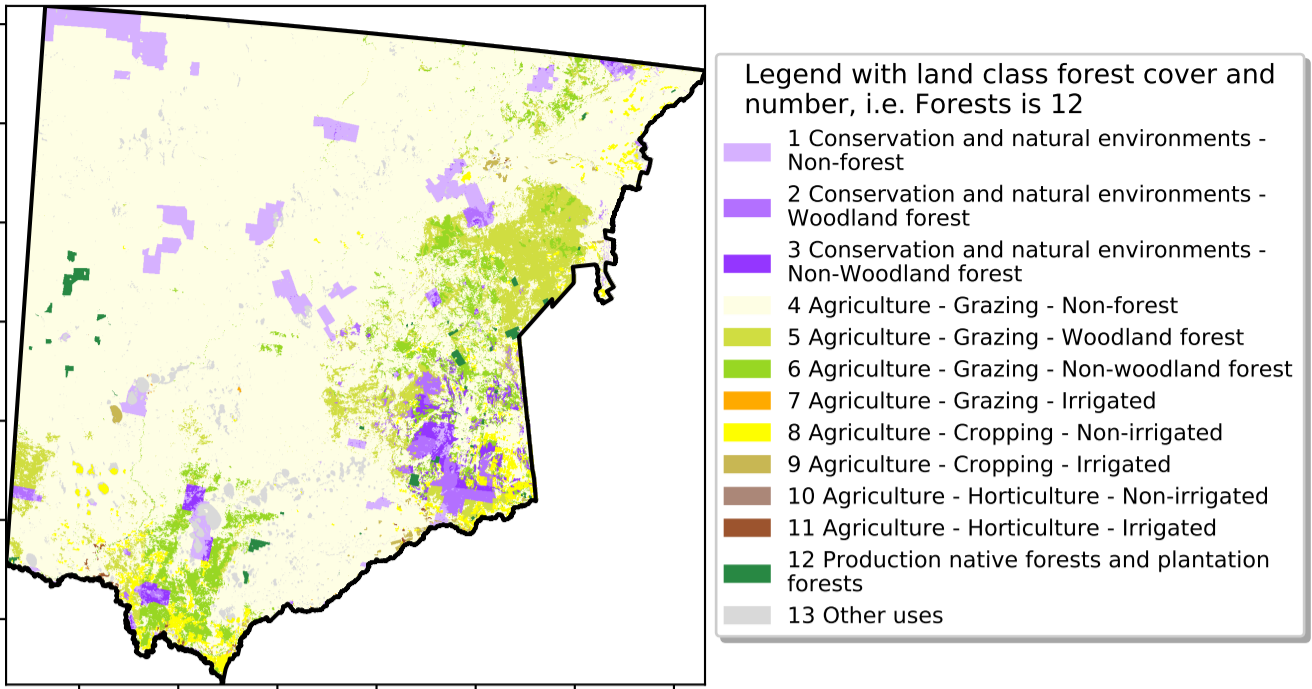 Legend with land class forest cover and
number, i.e. Forests is 12
1 Conservation and natural environments -
Non-forest
2 Conservation and natural environments -
Woodland forest
3 Conservation and natural environments -
Non-Woodland forest
4 Agriculture - Grazing - Non-forest
5 Agriculture - Grazing - Woodland forest
6 Agriculture - Grazing - Non-woodland forest
7 Agriculture - Grazing - Irrigated
8 Agriculture - Cropping - Non-irrigated
9 Agriculture - Cropping - Irrigated
10 Agriculture - Horticulture - Non-irrigated
11 Agriculture - Horticulture - Irrigated
12 Production native forests and plantation
forests
13 Other uses